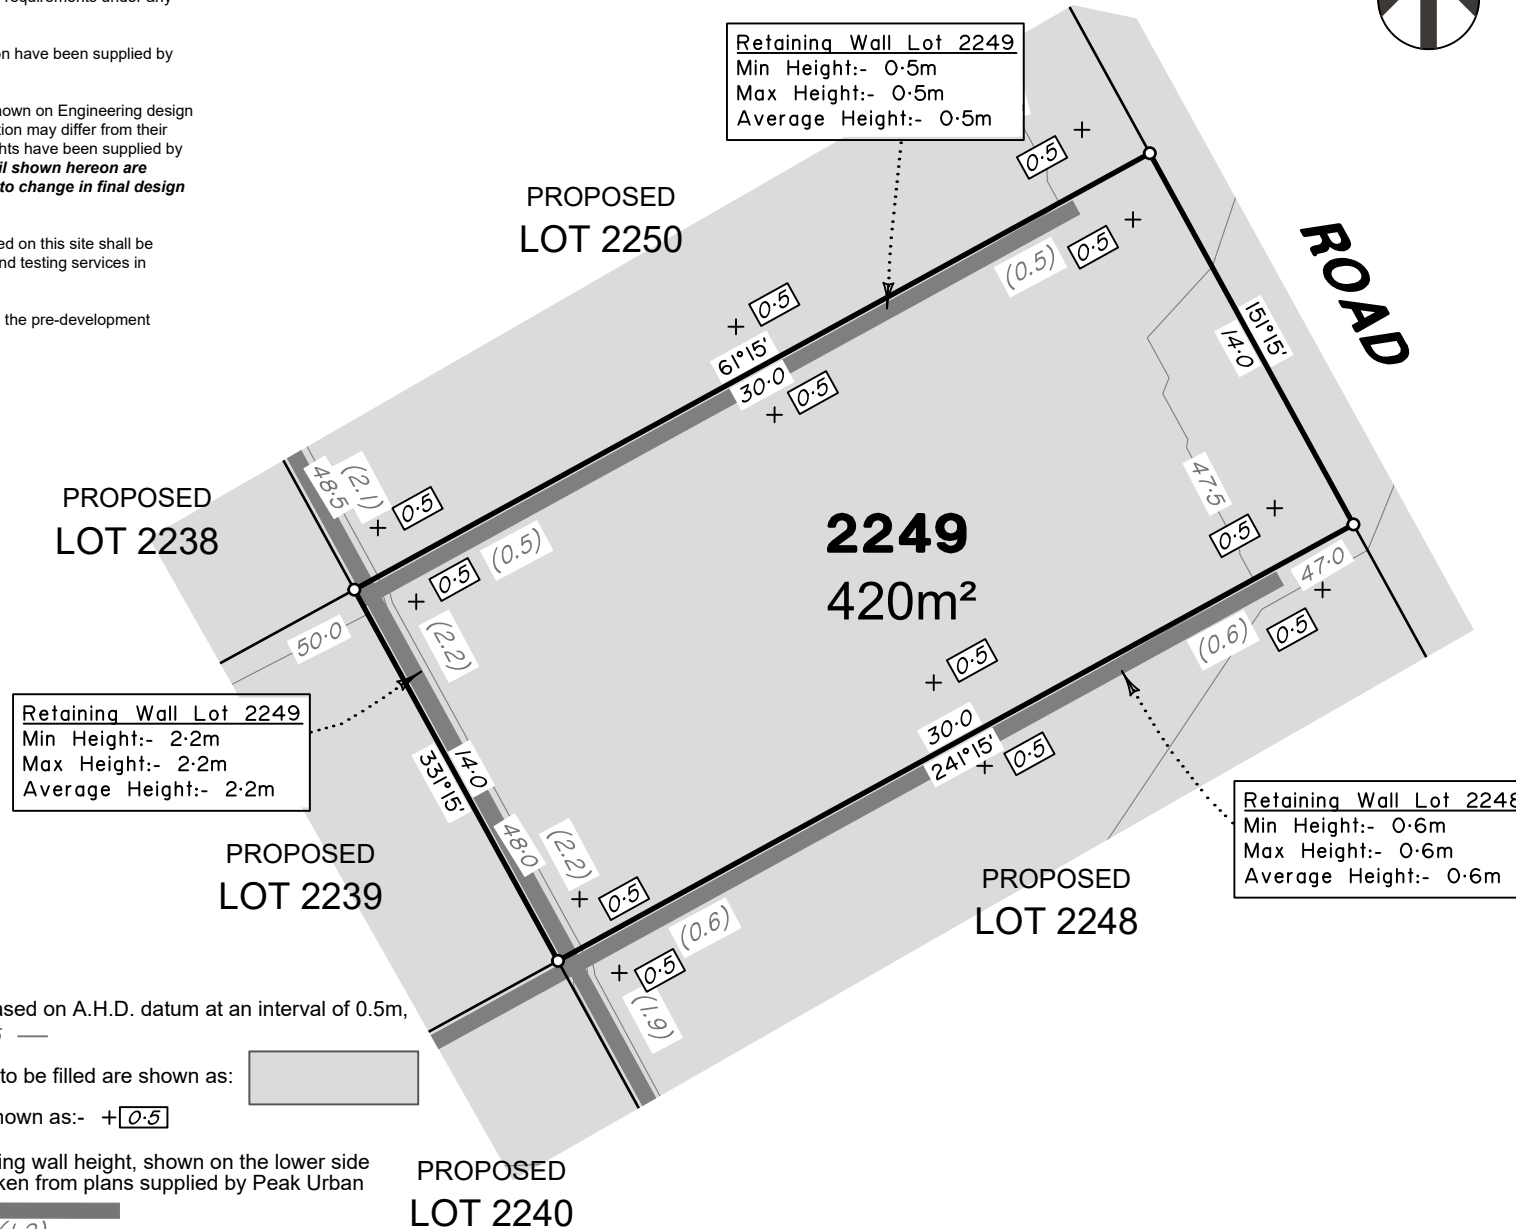 requirements under any
n have been supplied by
hown on Engineering design
tion may differ from their
hts have been supplied by
il shown hereon are
to change in final design
ed on this site shall be
nd testing services in
the pre-development
Retaining Wall Lot 2249
Min Height:- 0·5m
Max Height:- 0·5m
Average Height:- 0·5m
0·5
PROPOSED
LOT 2250
(0.5)
0·5
ROAD
0·5
61°15'
30·0
0·5
151°15'
14·0
48·5
(2.1)
0·5
PROPOSED
LOT 2238
0·5
(0.5)
47·5
0·5
2249
420m²
47·0
50·0
(2.2)
(0.6)
0·5
0·5
Retaining Wall Lot 2249
Min Height:- 2·2m
Max Height:- 2·2m
Average Height:- 2·2m
331°15'
14·0
30·0
241°15'
0·5
Retaining Wall Lot 2248
Min Height:- 0·6m
Max Height:- 0·6m
Average Height:- 0·6m
48·0
(2.2)
0·5
PROPOSED
LOT 2239
PROPOSED
LOT 2248
(0.6)
0·5
(1.9)
ased on A.H.D. datum at an interval of 0.5m,
to be filled are shown as:
hown as:- + 0·5
ing wall height, shown on the lower side
ken from plans supplied by Peak Urban
PROPOSED
LOT 2240